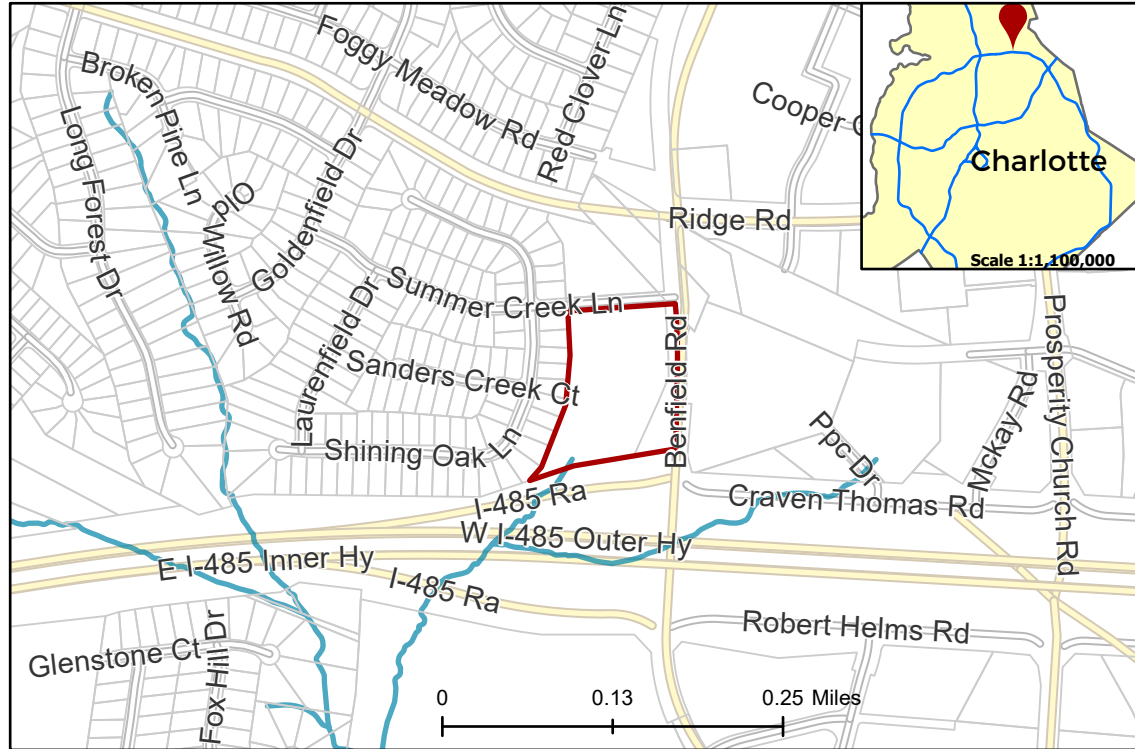 Foggy Meadow Rd
Red Clover Ln
Cooper
Broken Pine Ln
Long Forest Dr
Old Willow Rd
Goldenfield Dr
Ridge Rd
Charlotte
Scale 1:1,100,000
Summer Creek Ln
Laurenfield Dr
Sanders Creek Ct
Benfield Rd
Prosperity Church Rd
Mckay Rd
Ppc Dr
Shining Oak Ln
Craven Thomas Rd
I-485 Ra
W I-485 Outer Hy
E I-485 Inner Hy
I-485 Ra
Robert Helms Rd
Glenstone Ct
Fox Hill Dr
0 0.13 0.25 Miles